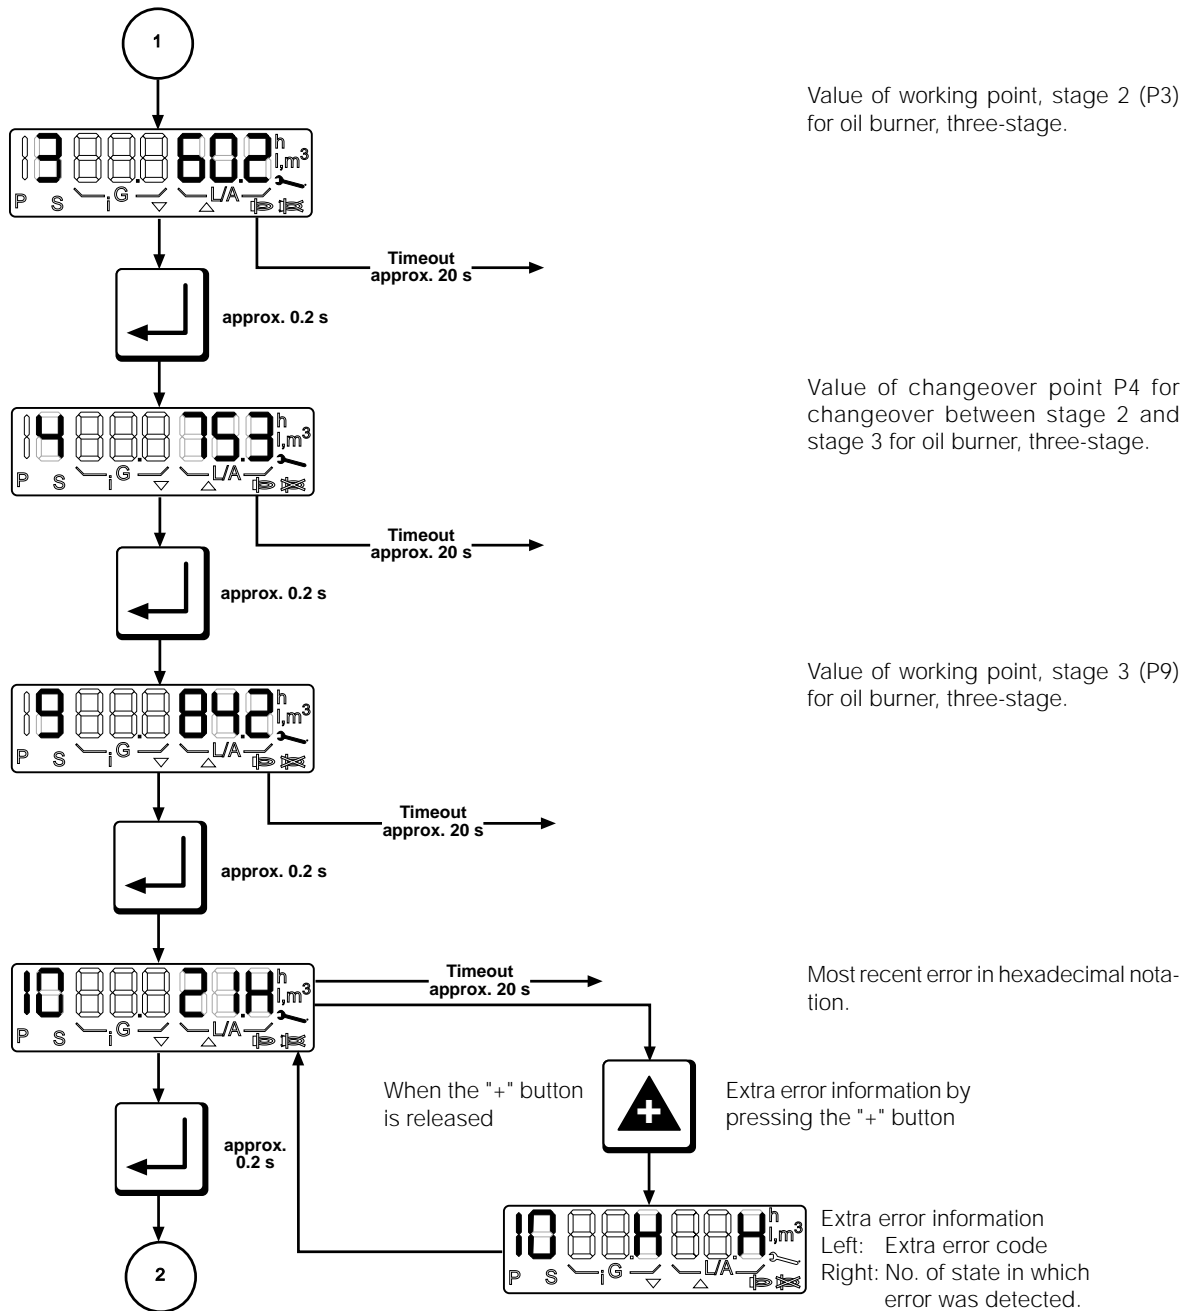 1
Value of working point, stage 2 (P3)
for oil burner, three-stage.
3 60.2 h
l,m³
P S i G L/A
Timeout
approx. 20 s
approx. 0.2 s
Value of changeover point P4 for
changeover between stage 2 and
stage 3 for oil burner, three-stage.
4 75.3 h
l,m³
P S i G L/A
Timeout
approx. 20 s
approx. 0.2 s
Value of working point, stage 3 (P9)
for oil burner, three-stage.
9 84.2 h
l,m³
P S i G L/A
Timeout
approx. 20 s
approx. 0.2 s
10 21.H h
l,m³
P S i G L/A
Timeout
approx. 20 s
Most recent error in hexadecimal nota-
tion.
When the "+" button
is released
+
Extra error information by
pressing the "+" button
approx.
0.2 s
10 .H .H h
l,m³
P S i G L/A
Extra error information
Left: Extra error code
Right: No. of state in which
error was detected.
2